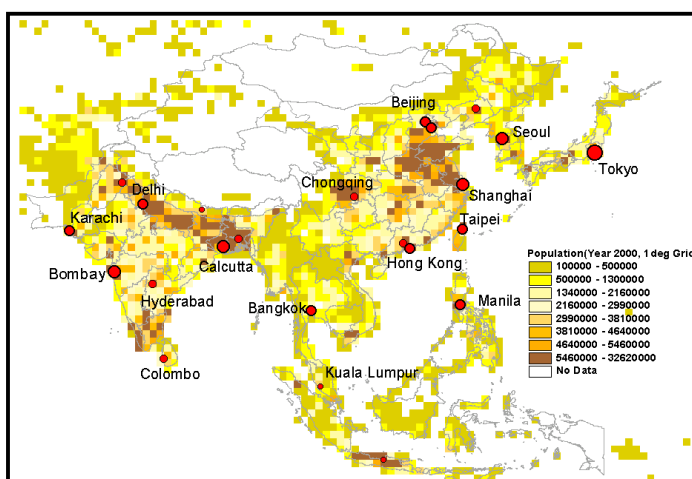 Beijing
Seoul
Tokyo
Delhi
Chongqing
Shanghai
Karachi
Taipei
Calcutta
Hong Kong
Bombay
Hyderabad
Bangkok
Manila
Colombo
Kuala Lumpur
Population(Year 2000, 1 deg Gric
100000 - 500000
500000 - 1300000
1340000 - 2160000
2160000 - 2990000
2990000 - 3810000
3810000 - 4640000
4640000 - 5460000
5460000 - 32620000
No Data